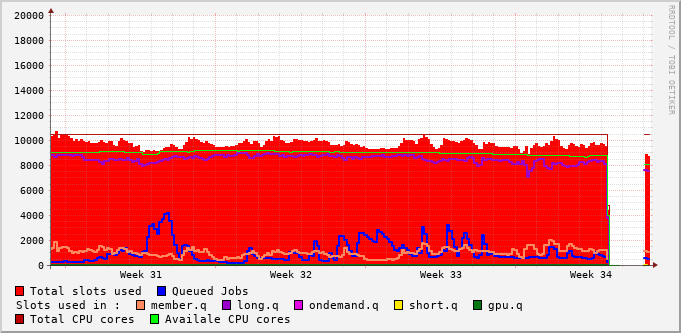 RRDTOOL / TOBI OETIKER
20000
18000
16000
14000
12000
10000
8000
6000
4000
2000
0
Week 31 Week 32 Week 33 Week 34
Total slots used Queued Jobs
Slots used in : member.q long.q ondemand.q short.q gpu.q
Total CPU cores Availale CPU cores